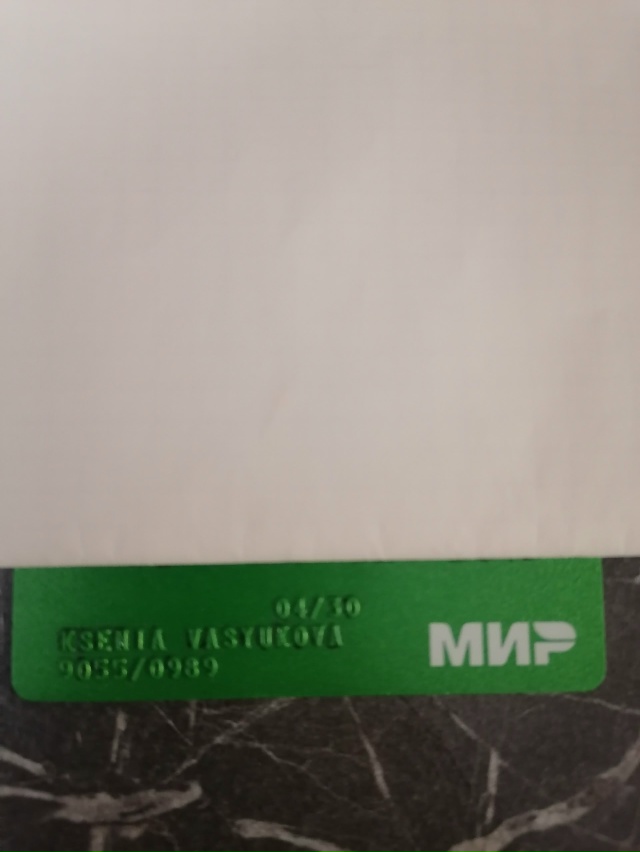 04/30
KSENIA VASYUKOVA
9055/0989
МИР